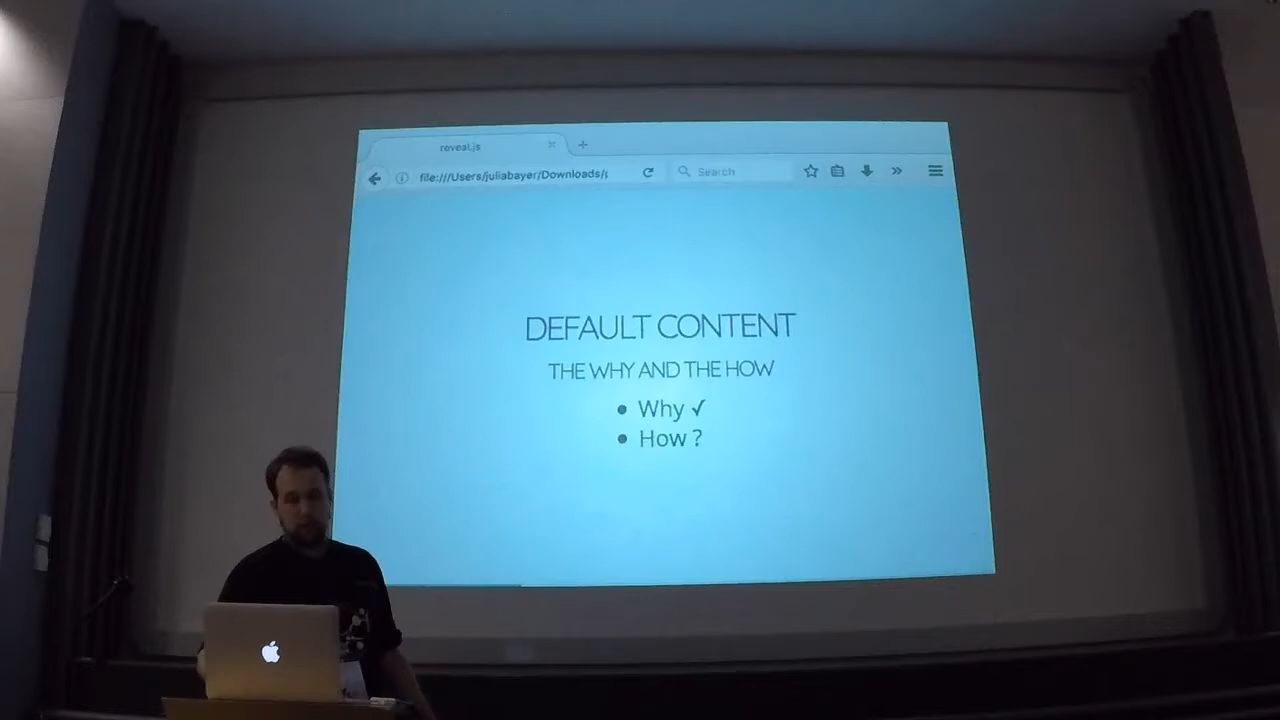 reveal.js
file:///Users/juliabayer/Downloads/
Search
DEFAULT CONTENT
THE WHY AND THE HOW
Why ✓
How ?